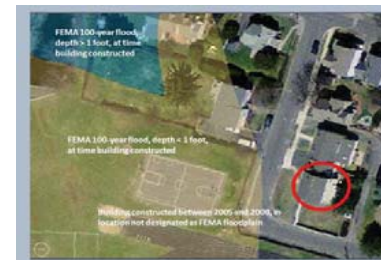 FEMA 100-year flood,
depth > 1 foot, at time
building constructed
FEMA 100-year flood, depth < 1 foot,
at time building constructed
Building constructed between 2005 and 2009, in
location not designated as FEMA floodplain